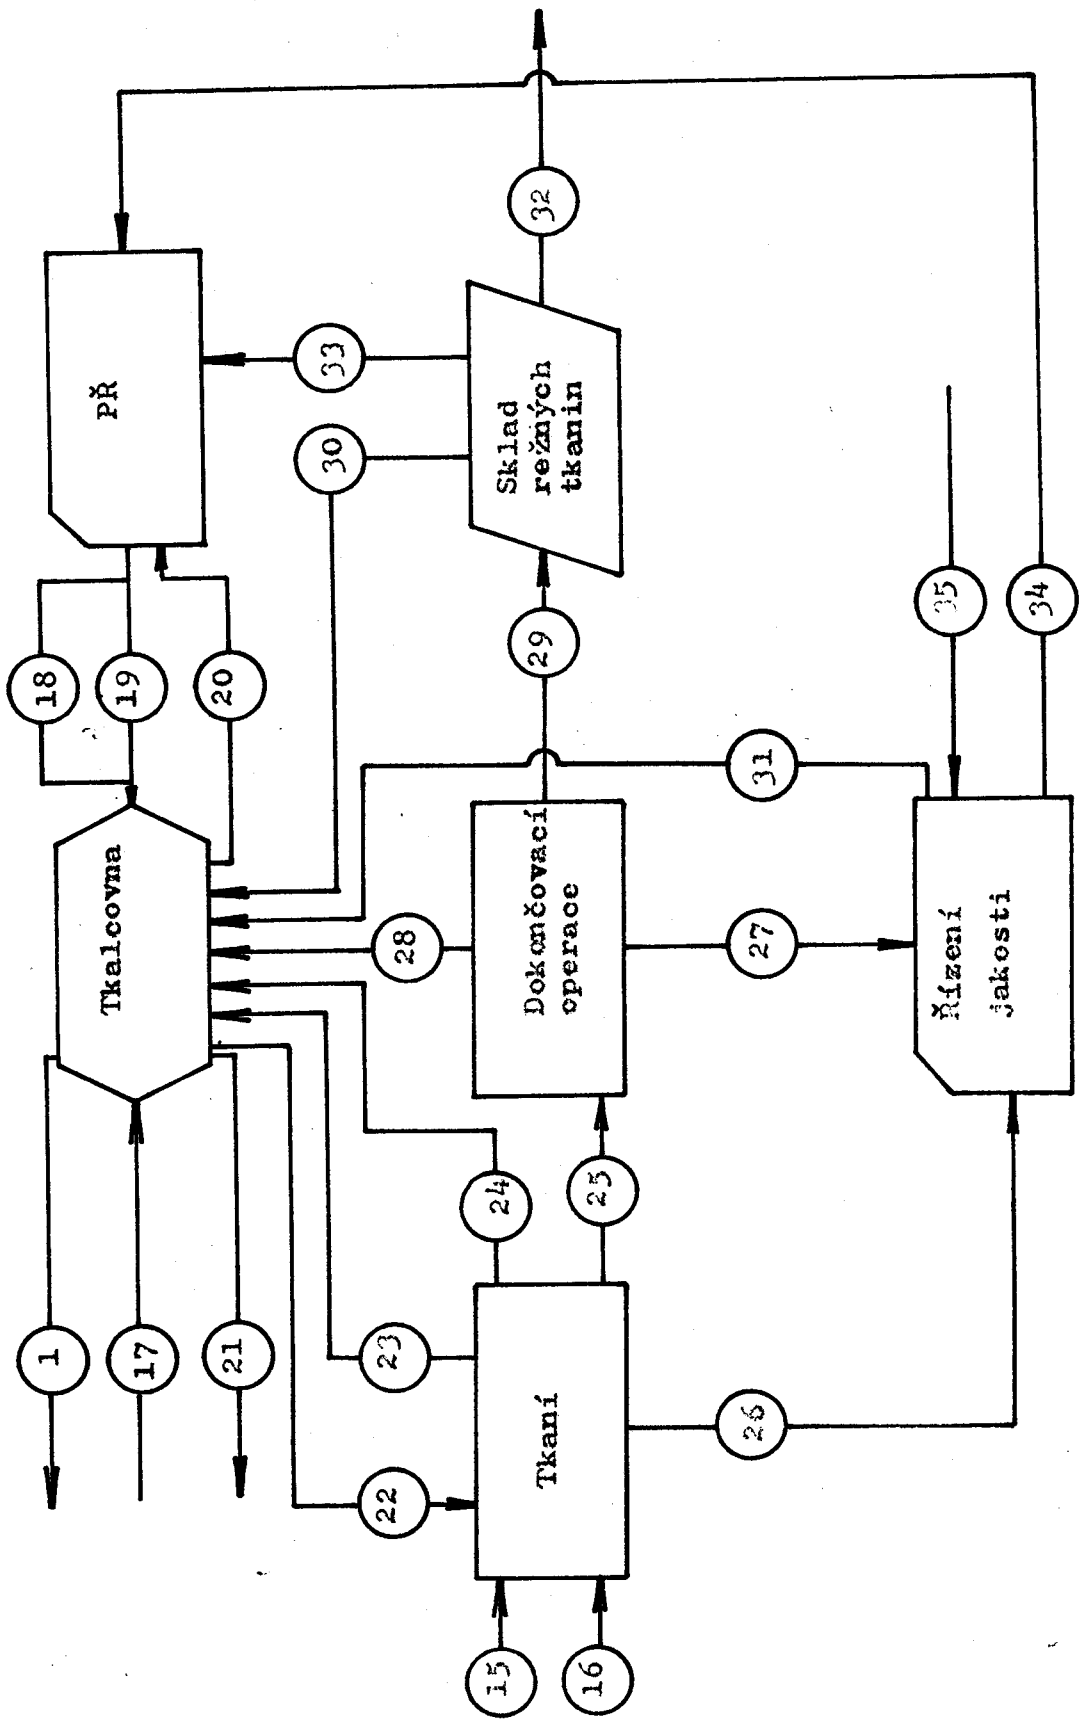 1
17
21
Tkalcovna
18
19
20
PŘ
22
23
24
28
30
33
15
16
Tkaní
25
Dokončovací
operace
29
Sklad
režných
tkanin
32
26
27
31
Řízení
jakosti
35
34